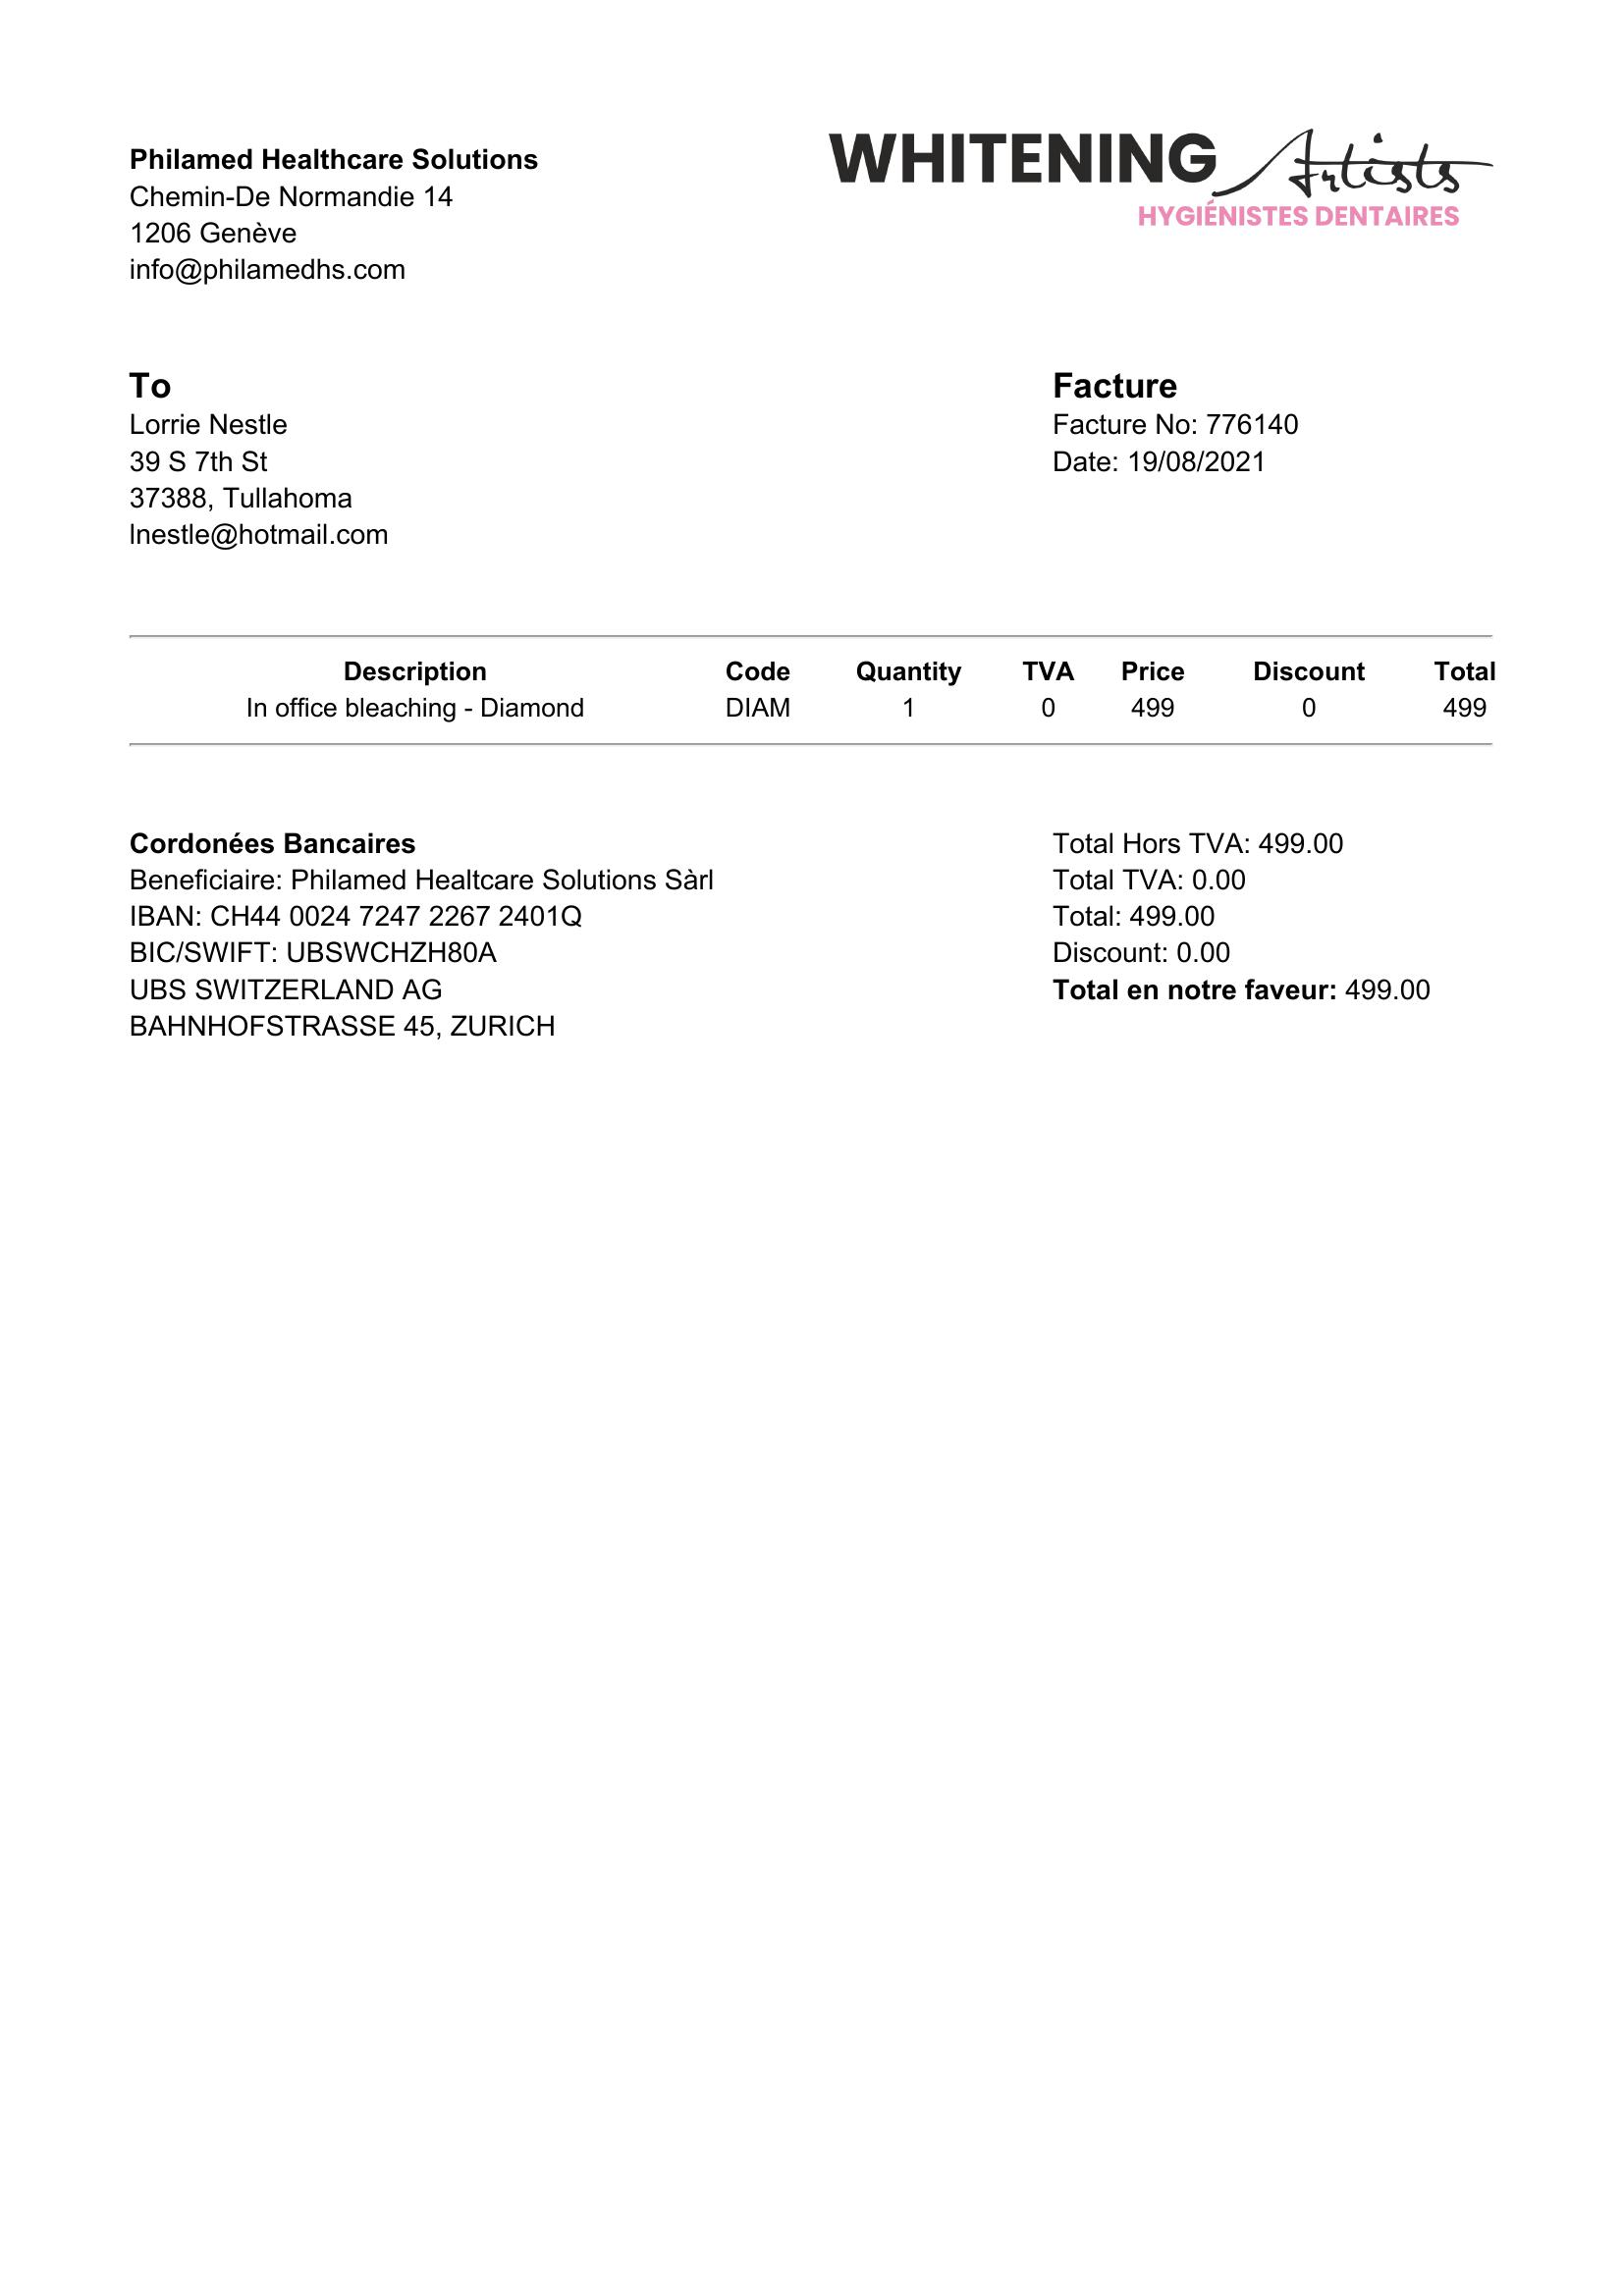 Philamed Healthcare Solutions
Chemin-De Normandie 14
1206 Genève
info@philamedhs.com
WHITENING Artists
HYGIÉNISTES DENTAIRES
To
Lorrie Nestle
39 S 7th St
37388, Tullahoma
lnestle@hotmail.com
Facture
Facture No: 776140
Date: 19/08/2021
Description Code Quantity TVA Price Discount Total
In office bleaching - Diamond DIAM 1 0 499 0 499
Cordonées Bancaires
Beneficiaire: Philamed Healtcare Solutions Sàrl
IBAN: CH44 0024 7247 2267 2401Q
BIC/SWIFT: UBSWCHZH80A
UBS SWITZERLAND AG
BAHNHOFSTRASSE 45, ZURICH
Total Hors TVA: 499.00
Total TVA: 0.00
Total: 499.00
Discount: 0.00
Total en notre faveur: 499.00